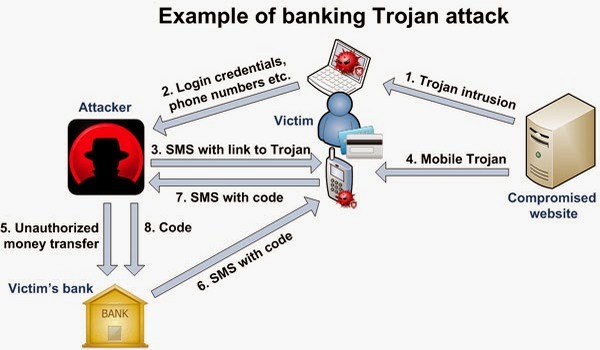 Example of banking Trojan attack
2. Login credentials,
phone numbers etc.
1. Trojan intrusion
Attacker
Victim
3. SMS with link to Trojan
4. Mobile Trojan
7. SMS with code
Compromised
website
5. Unauthorized
money transfer
8. Code
6. SMS with code
Victim's bank
BANK